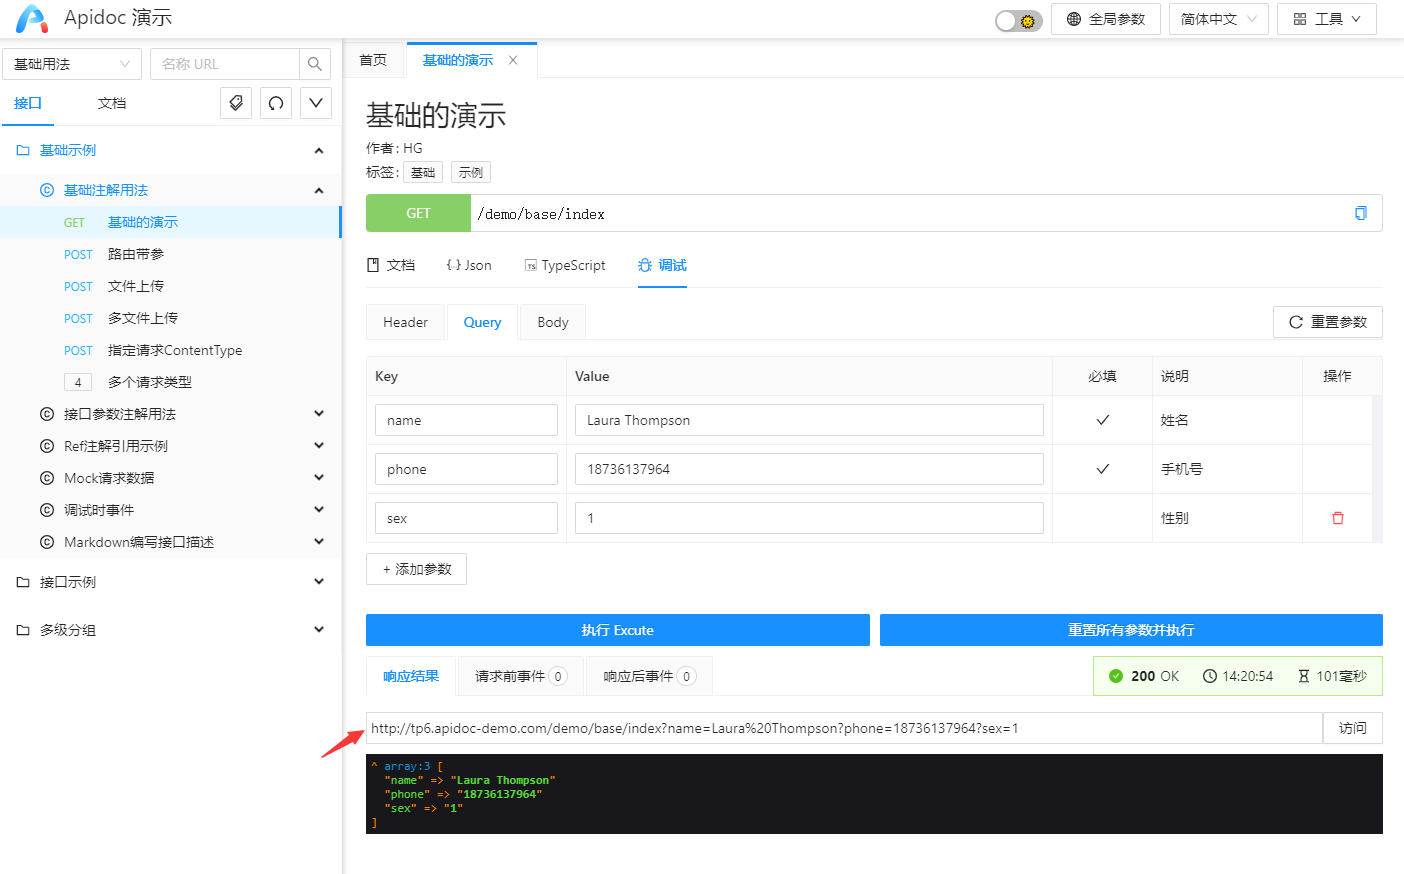 Apidoc 演示
全局参数
简体中文
工具
基础用法
名称 URL
接口
文档
基础示例
基础注解用法
GET 基础的演示
POST 路由带参
POST 文件上传
POST 多文件上传
POST 指定请求ContentType
4 多个请求类型
接口参数注解用法
Ref注解引用示例
Mock请求数据
调试时事件
Markdown编写接口描述
接口示例
多级分组
首页
基础的演示
基础的演示
作者: HG
标签: 基础 示例
GET /demo/base/index
文档
{..} Json
TS TypeScript
调试
Header Query Body
重置参数
Key Value 必填 说明 操作
name Laura Thompson 姓名
phone 18736137964 手机号
sex 1 性别
+ 添加参数
执行 Excute
重置所有参数并执行
响应结果
请求前事件 0
响应后事件 0
200 OK 14:20:54 101毫秒
http://tp6.apidoc-demo.com/demo/base/index?name=Laura%20Thompson?phone=18736137964?sex=1
访问
^ array:3 [
"name" => "Laura Thompson"
"phone" => "18736137964"
"sex" => "1"
]